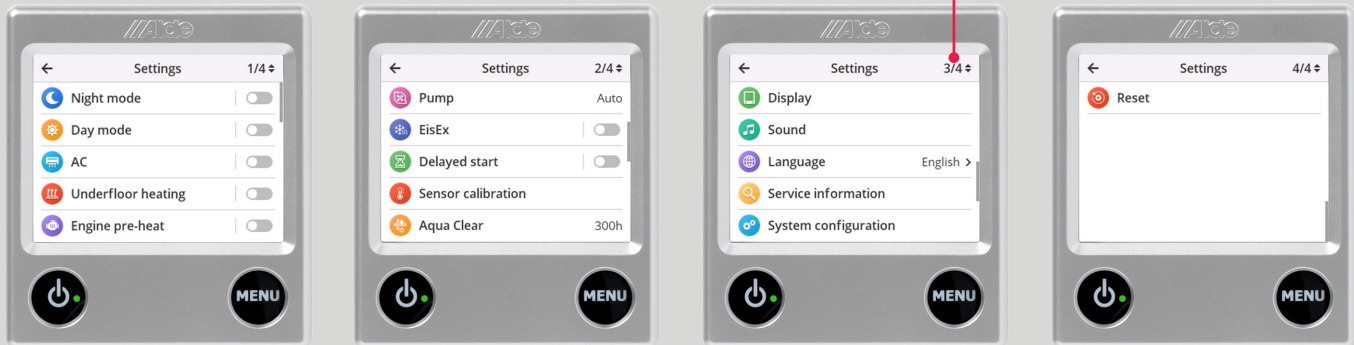 Alde
Settings 1/4
Night mode
Day mode
AC
Underfloor heating
Engine pre-heat
MENU
Alde
Settings 2/4
Pump Auto
EisEx
Delayed start
Sensor calibration
Aqua Clear 300h
MENU
Alde
Settings 3/4
Display
Sound
Language English
Service information
System configuration
MENU
Alde
Settings 4/4
Reset
MENU